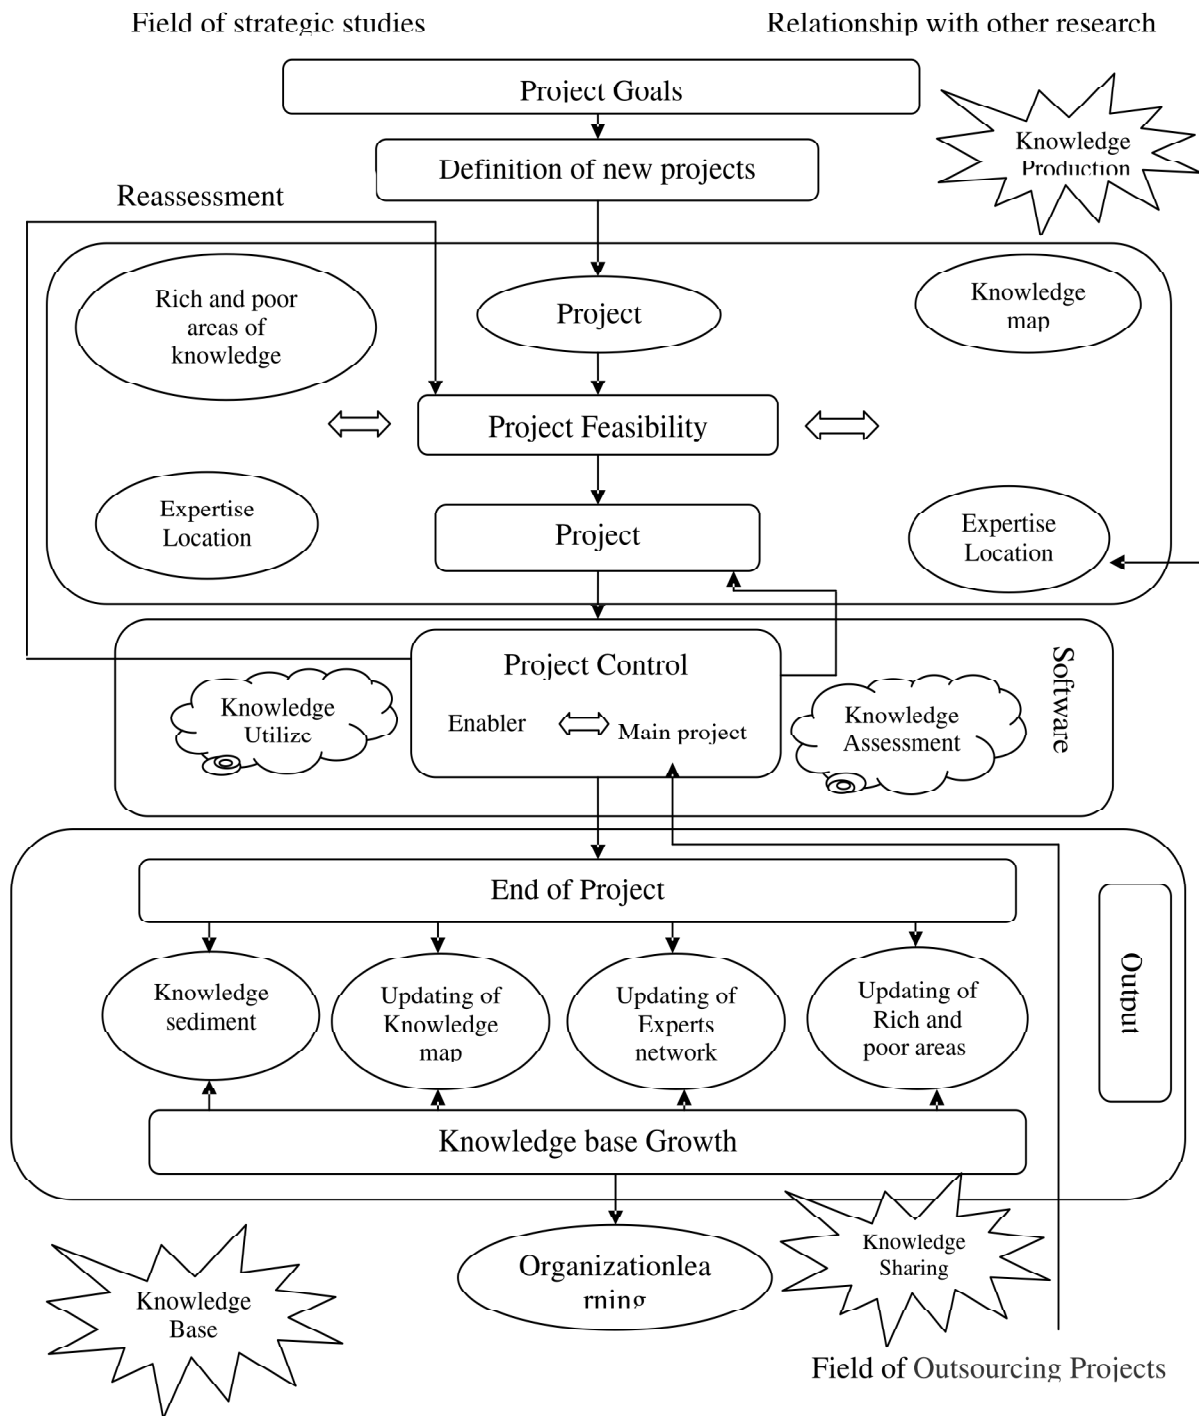 Field of strategic studies
Relationship with other research
Project Goals
Knowledge
Production
Definition of new projects
Reassessment
Rich and poor
areas of
knowledge
Project
Knowledge
map
Project Feasibility
Expertise
Location
Project
Expertise
Location
Project Control
Software
Knowledge
Utilize
Enabler
Main project
Knowledge
Assessment
End of Project
Output
Knowledge
sediment
Updating of
Knowledge
map
Updating of
Experts
network
Updating of
Rich and
poor areas
Knowledge base Growth
Organizationlea
rning
Knowledge
Sharing
Knowledge
Base
Field of Outsourcing Projects